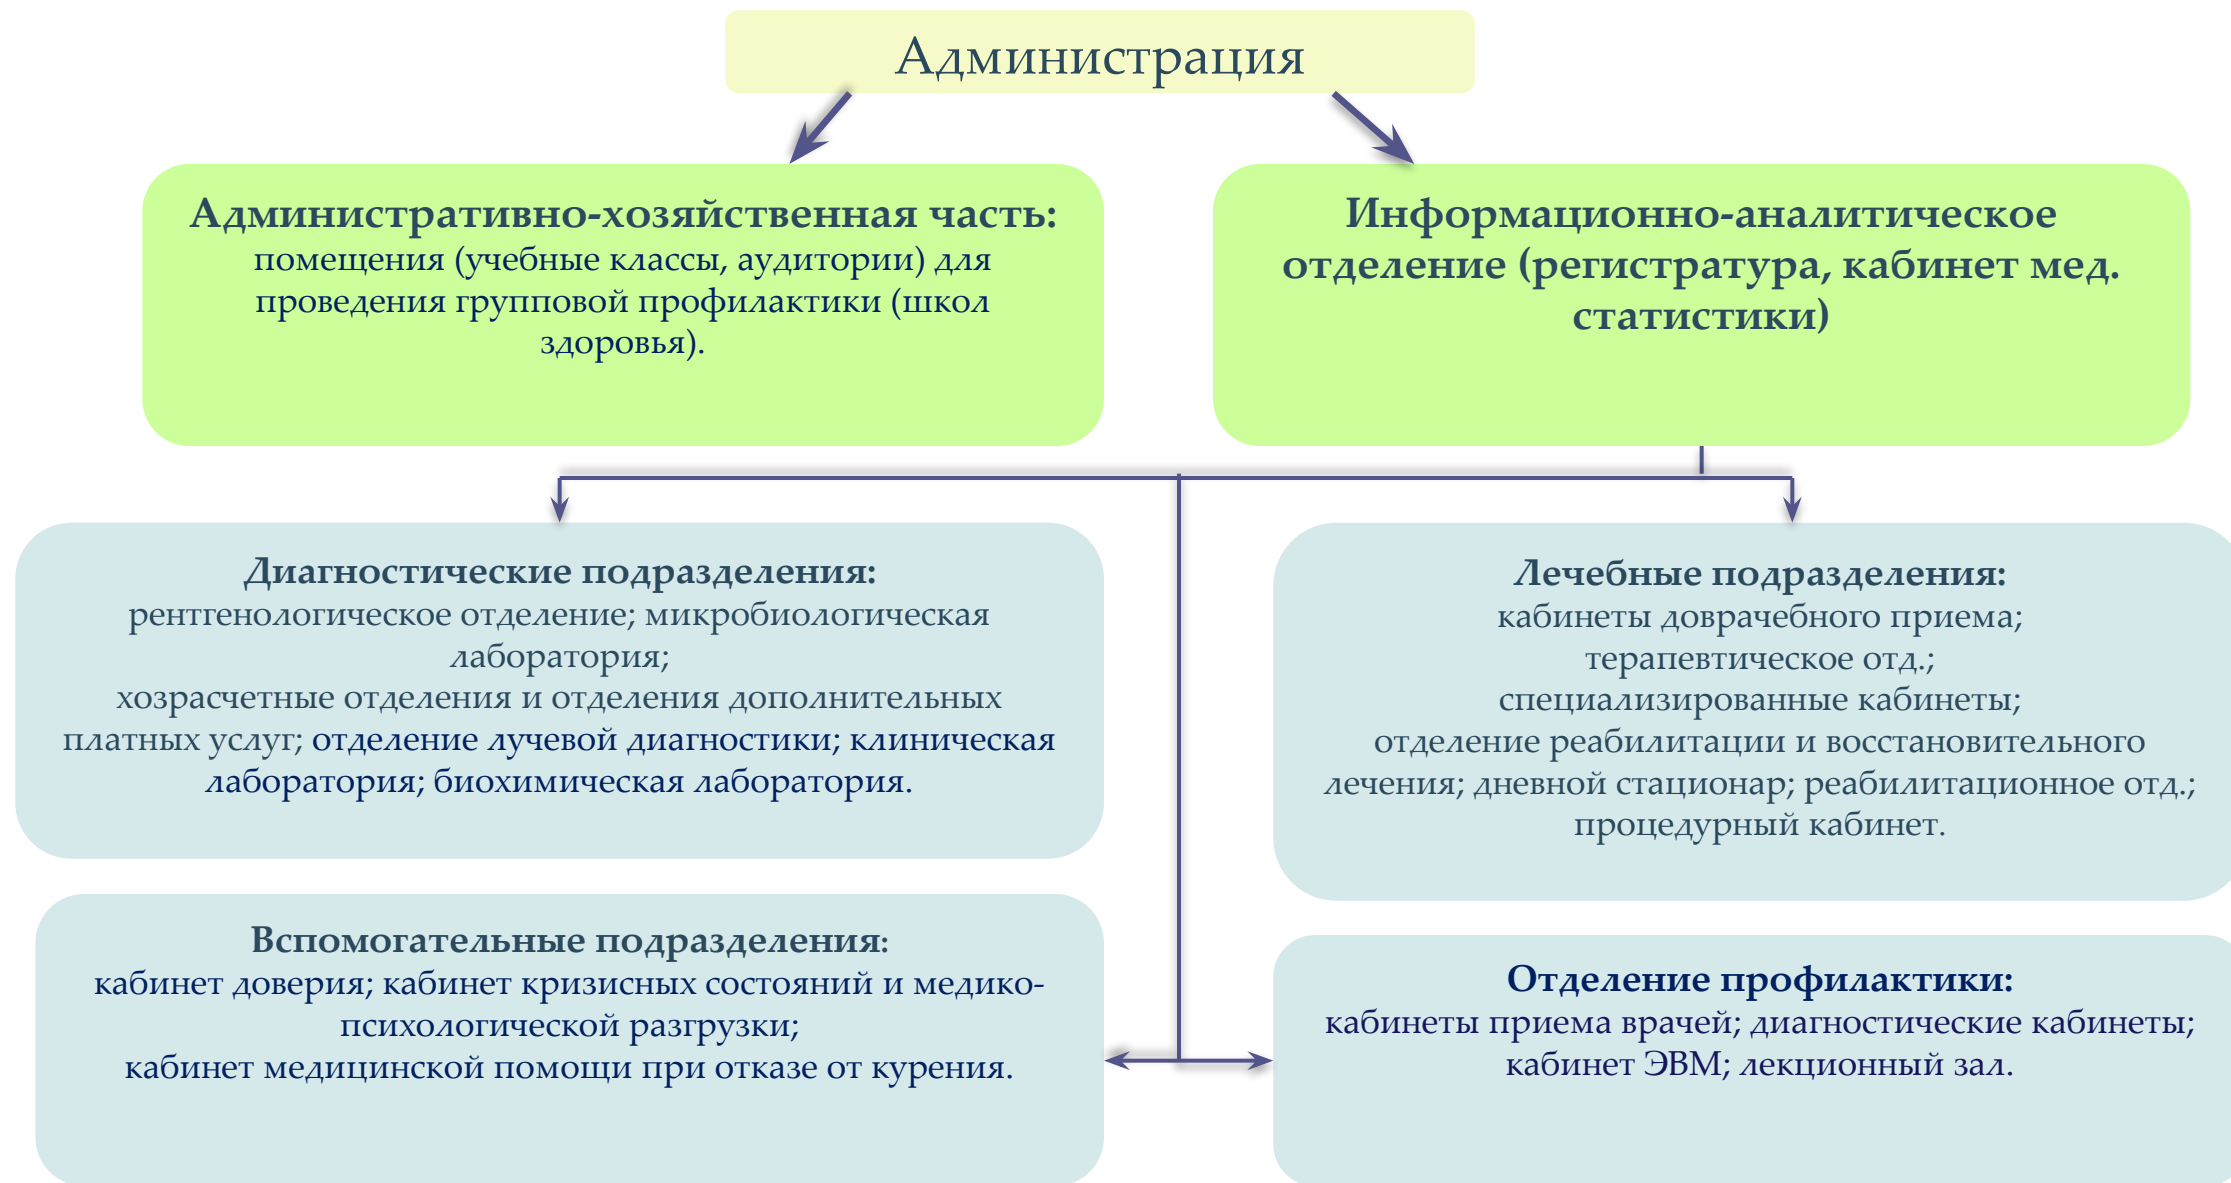 Администрация
Административно-хозяйственная часть:
помещения (учебные классы, аудитории) для
проведения групповой профилактики (школ
здоровья).
Информационно-аналитическое
отделение (регистратура, кабинет мед.
статистики)
Диагностические подразделения:
рентгенологическое отделение; микробиологическая
лаборатория;
хозрасчетные отделения и отделения дополнительных
платных услуг; отделение лучевой диагностики; клиническая
лаборатория; биохимическая лаборатория.
Лечебные подразделения:
кабинеты доврачебного приема;
терапевтическое отд.;
специализированные кабинеты;
отделение реабилитации и восстановительного
лечения; дневной стационар; реабилитационное отд.;
процедурный кабинет.
Вспомогательные подразделения:
кабинет доверия; кабинет кризисных состояний и медико-
психологической разгрузки;
кабинет медицинской помощи при отказе от курения.
Отделение профилактики:
кабинеты приема врачей; диагностические кабинеты;
кабинет ЭВМ; лекционный зал.